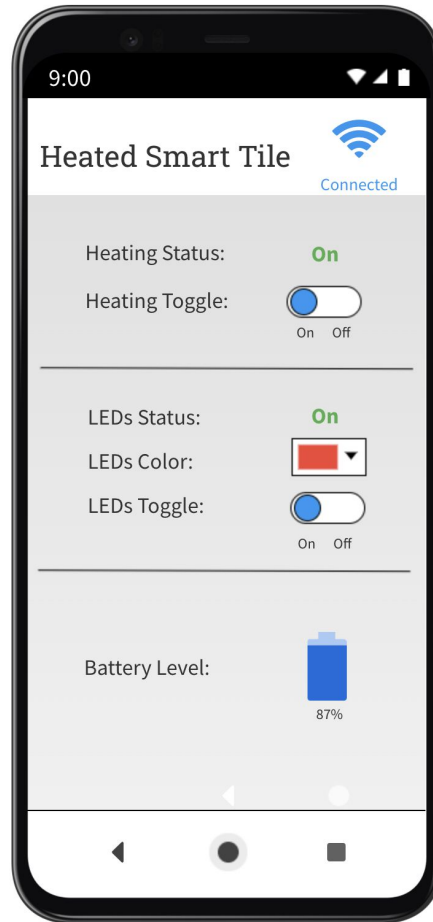 9:00
Heated Smart Tile
Connected
Heating Status: On
Heating Toggle:
On Off
LEDs Status: On
LEDs Color:
LEDs Toggle:
On Off
Battery Level:
87%